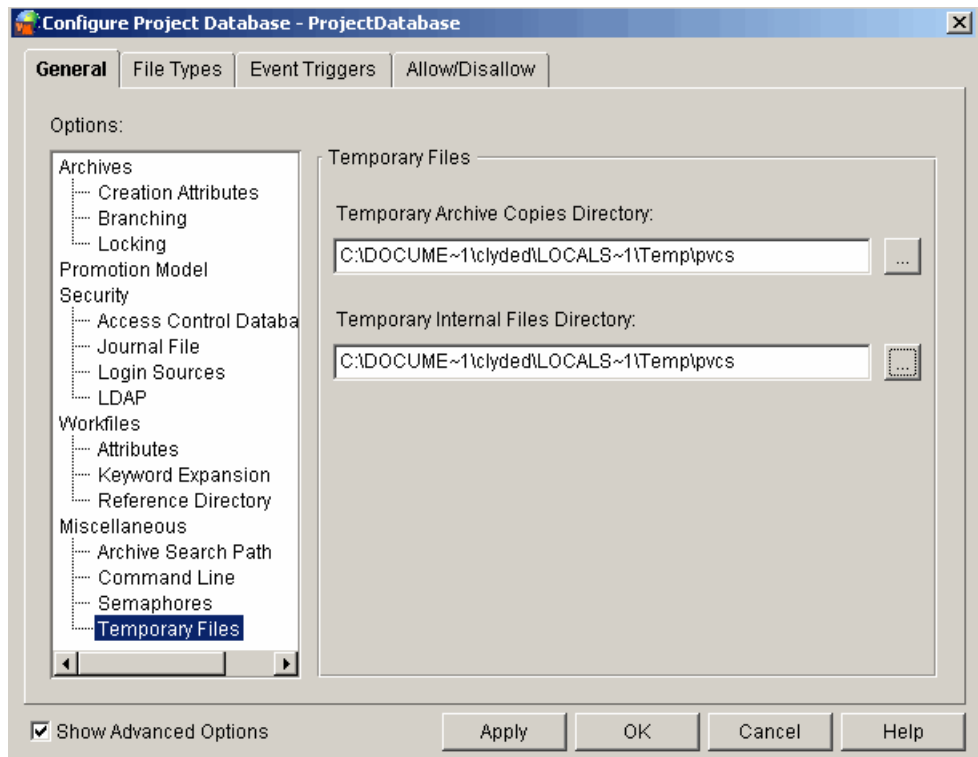 Configure Project Database - ProjectDatabase
General
File Types
Event Triggers
Allow/Disallow
Options:
Archives
Creation Attributes
Branching
Locking
Promotion Model
Security
Access Control Databa
Journal File
Login Sources
LDAP
Workfiles
Attributes
Keyword Expansion
Reference Directory
Miscellaneous
Archive Search Path
Command Line
Semaphores
Temporary Files
Temporary Files
Temporary Archive Copies Directory:
C:\DOCUME~1\clyded\LOCALS~1\Temp\pvcs
...
Temporary Internal Files Directory:
C:\DOCUME~1\clyded\LOCALS~1\Temp\pvcs
...
Show Advanced Options
Apply
OK
Cancel
Help